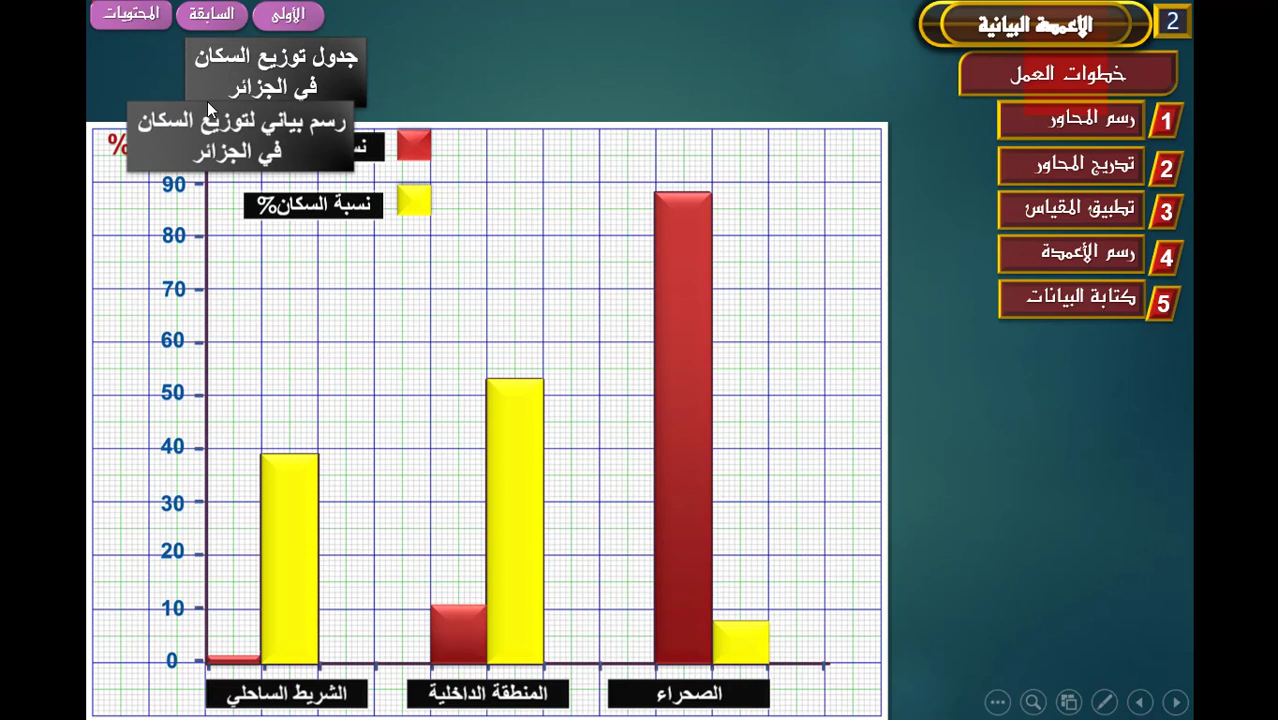 المحتويات
السابقة
الأولى
الأعمدة البيانية
2
خطوات العمل
1 رسم المحاور
2 تدريج المحاور
3 تطبيق المقياس
4 رسم الأعمدة
5 كتابة البيانات
جدول توزيع السكان
في الجزائر
رسم بياني لتوزيع السكان
في الجزائر
%
نسبة السكان%
90
80
70
60
50
40
30
20
10
0
الشريط الساحلي
المنطقة الداخلية
الصحراء